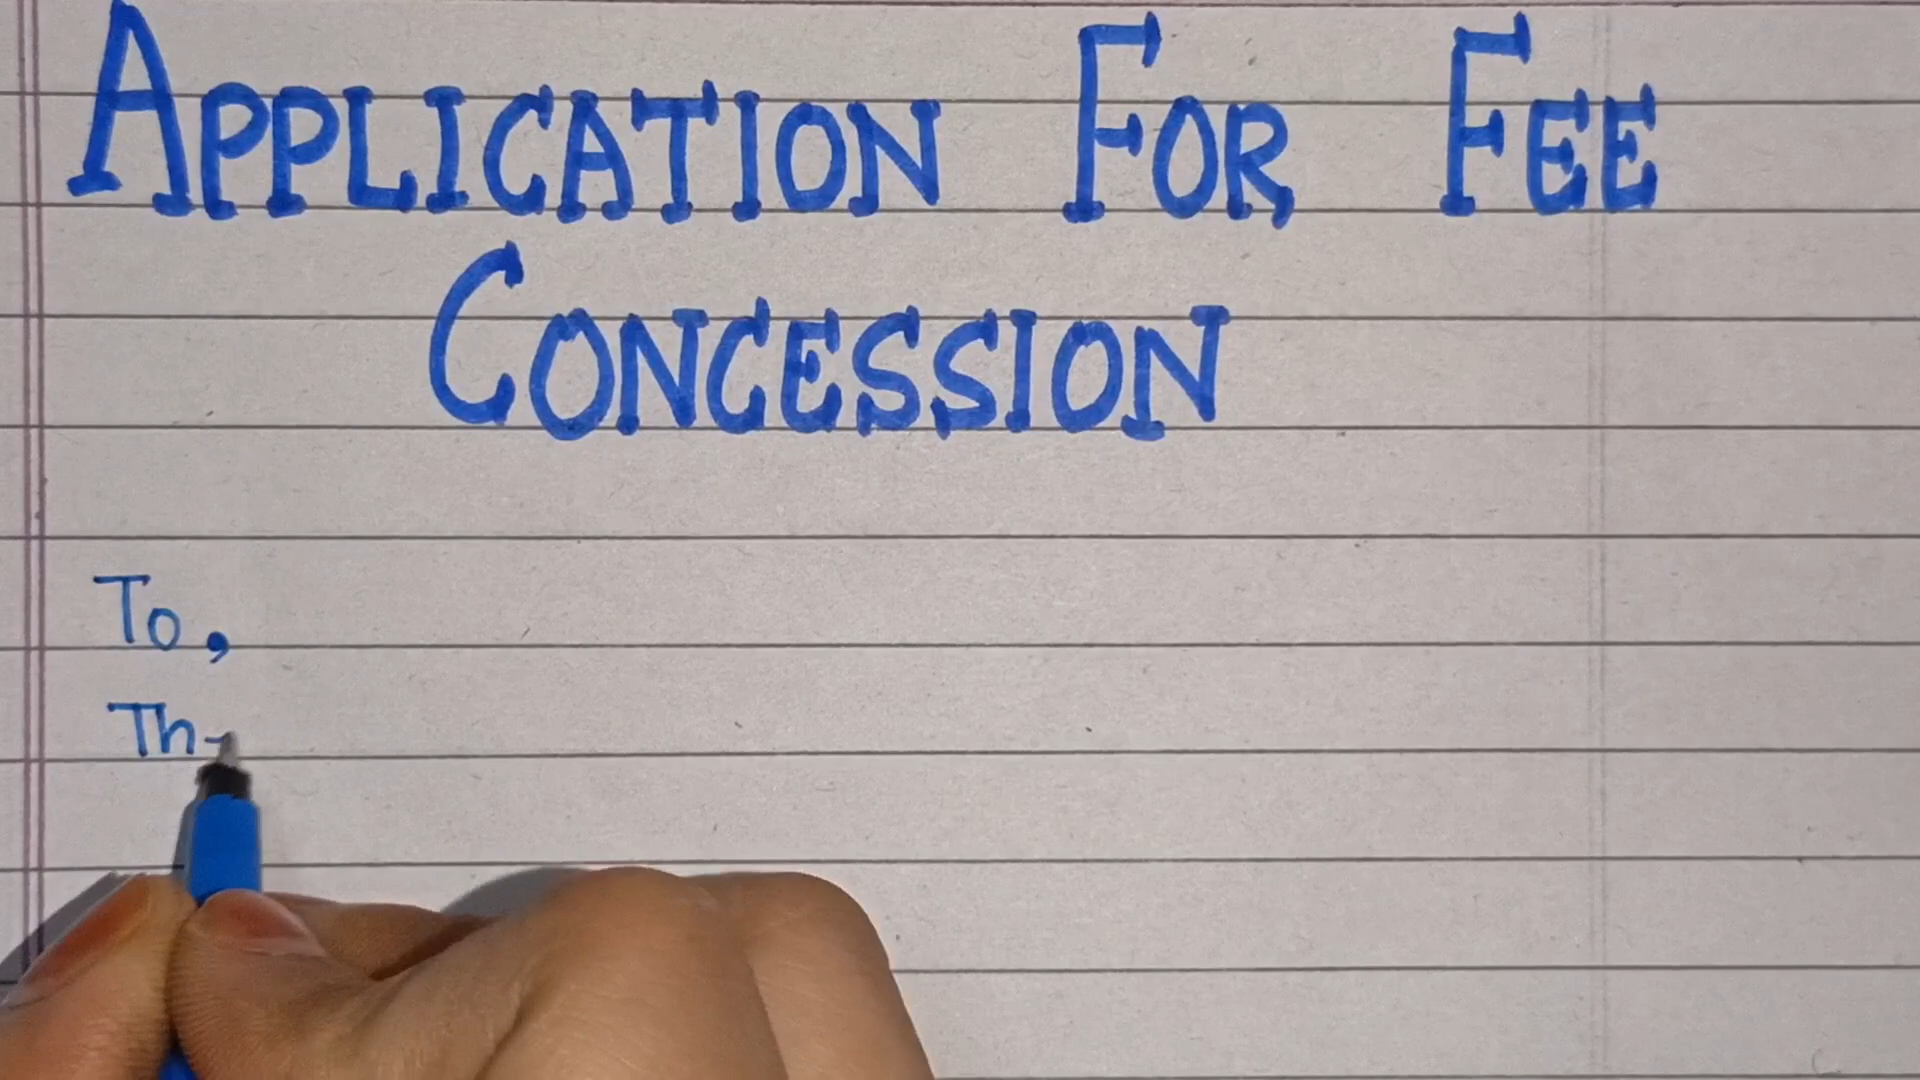 APPLICATION FOR FEE
CONCESSION
To,
Th